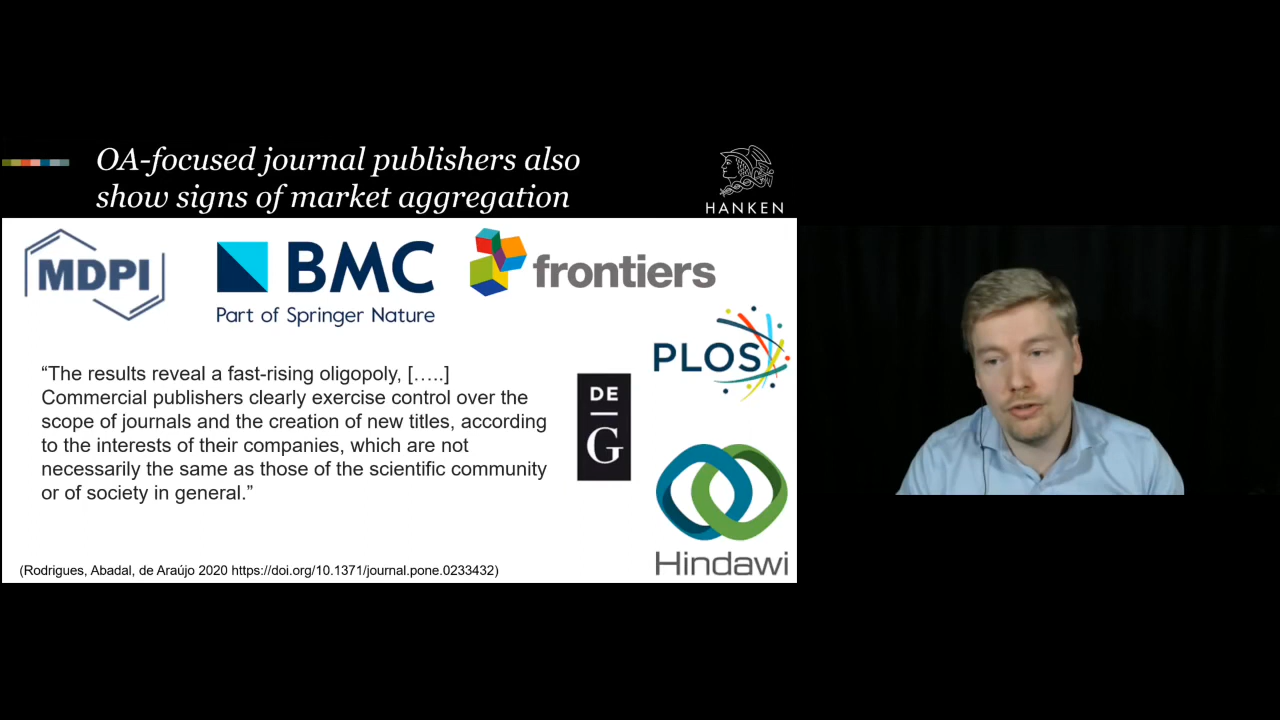 OA-focused journal publishers also
show signs of market aggregation
HANKEN
MDPI
BMC
Part of Springer Nature
frontiers
PLOS
“The results reveal a fast-rising oligopoly, […..]
Commercial publishers clearly exercise control over the
scope of journals and the creation of new titles, according
to the interests of their companies, which are not
necessarily the same as those of the scientific community
or of society in general.”
DE
G
Hindawi
(Rodrigues, Abadal, de Araújo 2020 https://doi.org/10.1371/journal.pone.0233432)